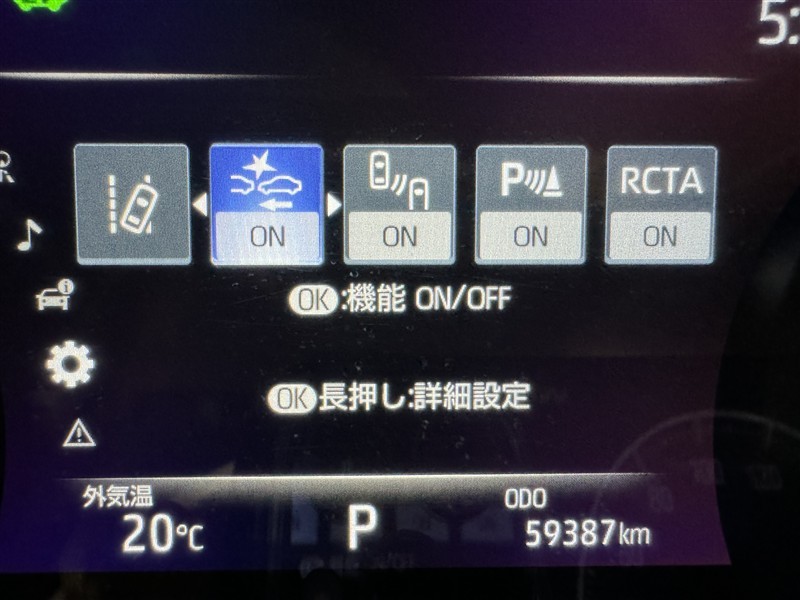 5:
P RCTA
ON ON ON ON
OK:機能 ON/OFF
OK長押し:詳細設定
外気温 ODO
20℃ P 59387km